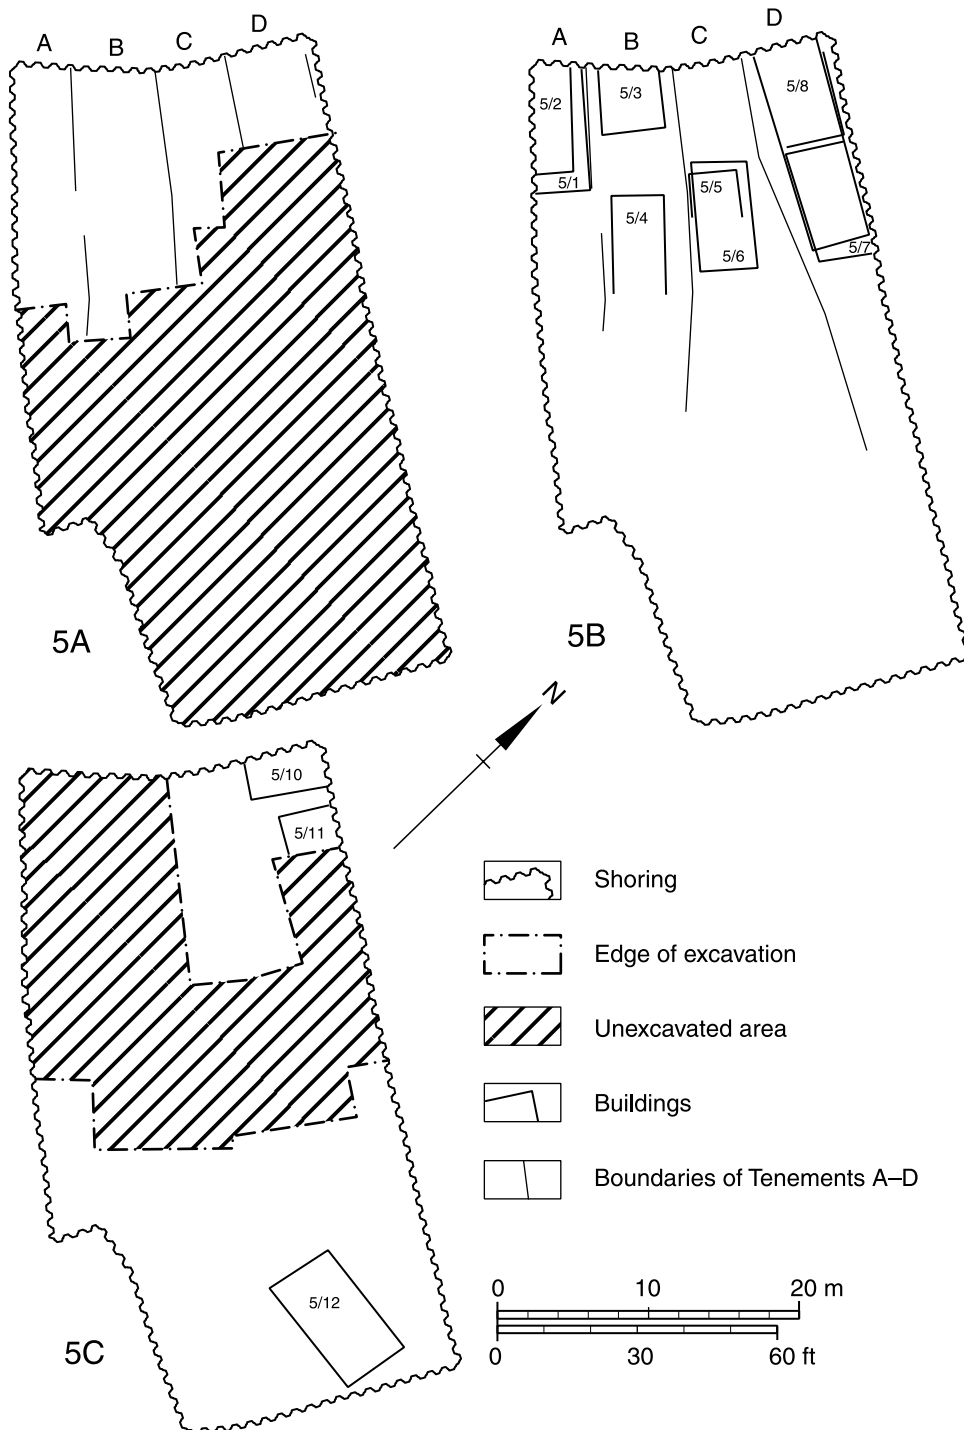 A B C D
5A
A B C D
5/2
5/3
5/8
5/1
5/5
5/4
5/6
5/7
5B
N
5/10
5/11
5/12
5C
Shoring
Edge of excavation
Unexcavated area
Buildings
Boundaries of Tenements A–D
0 10 20 m
0 30 60 ft